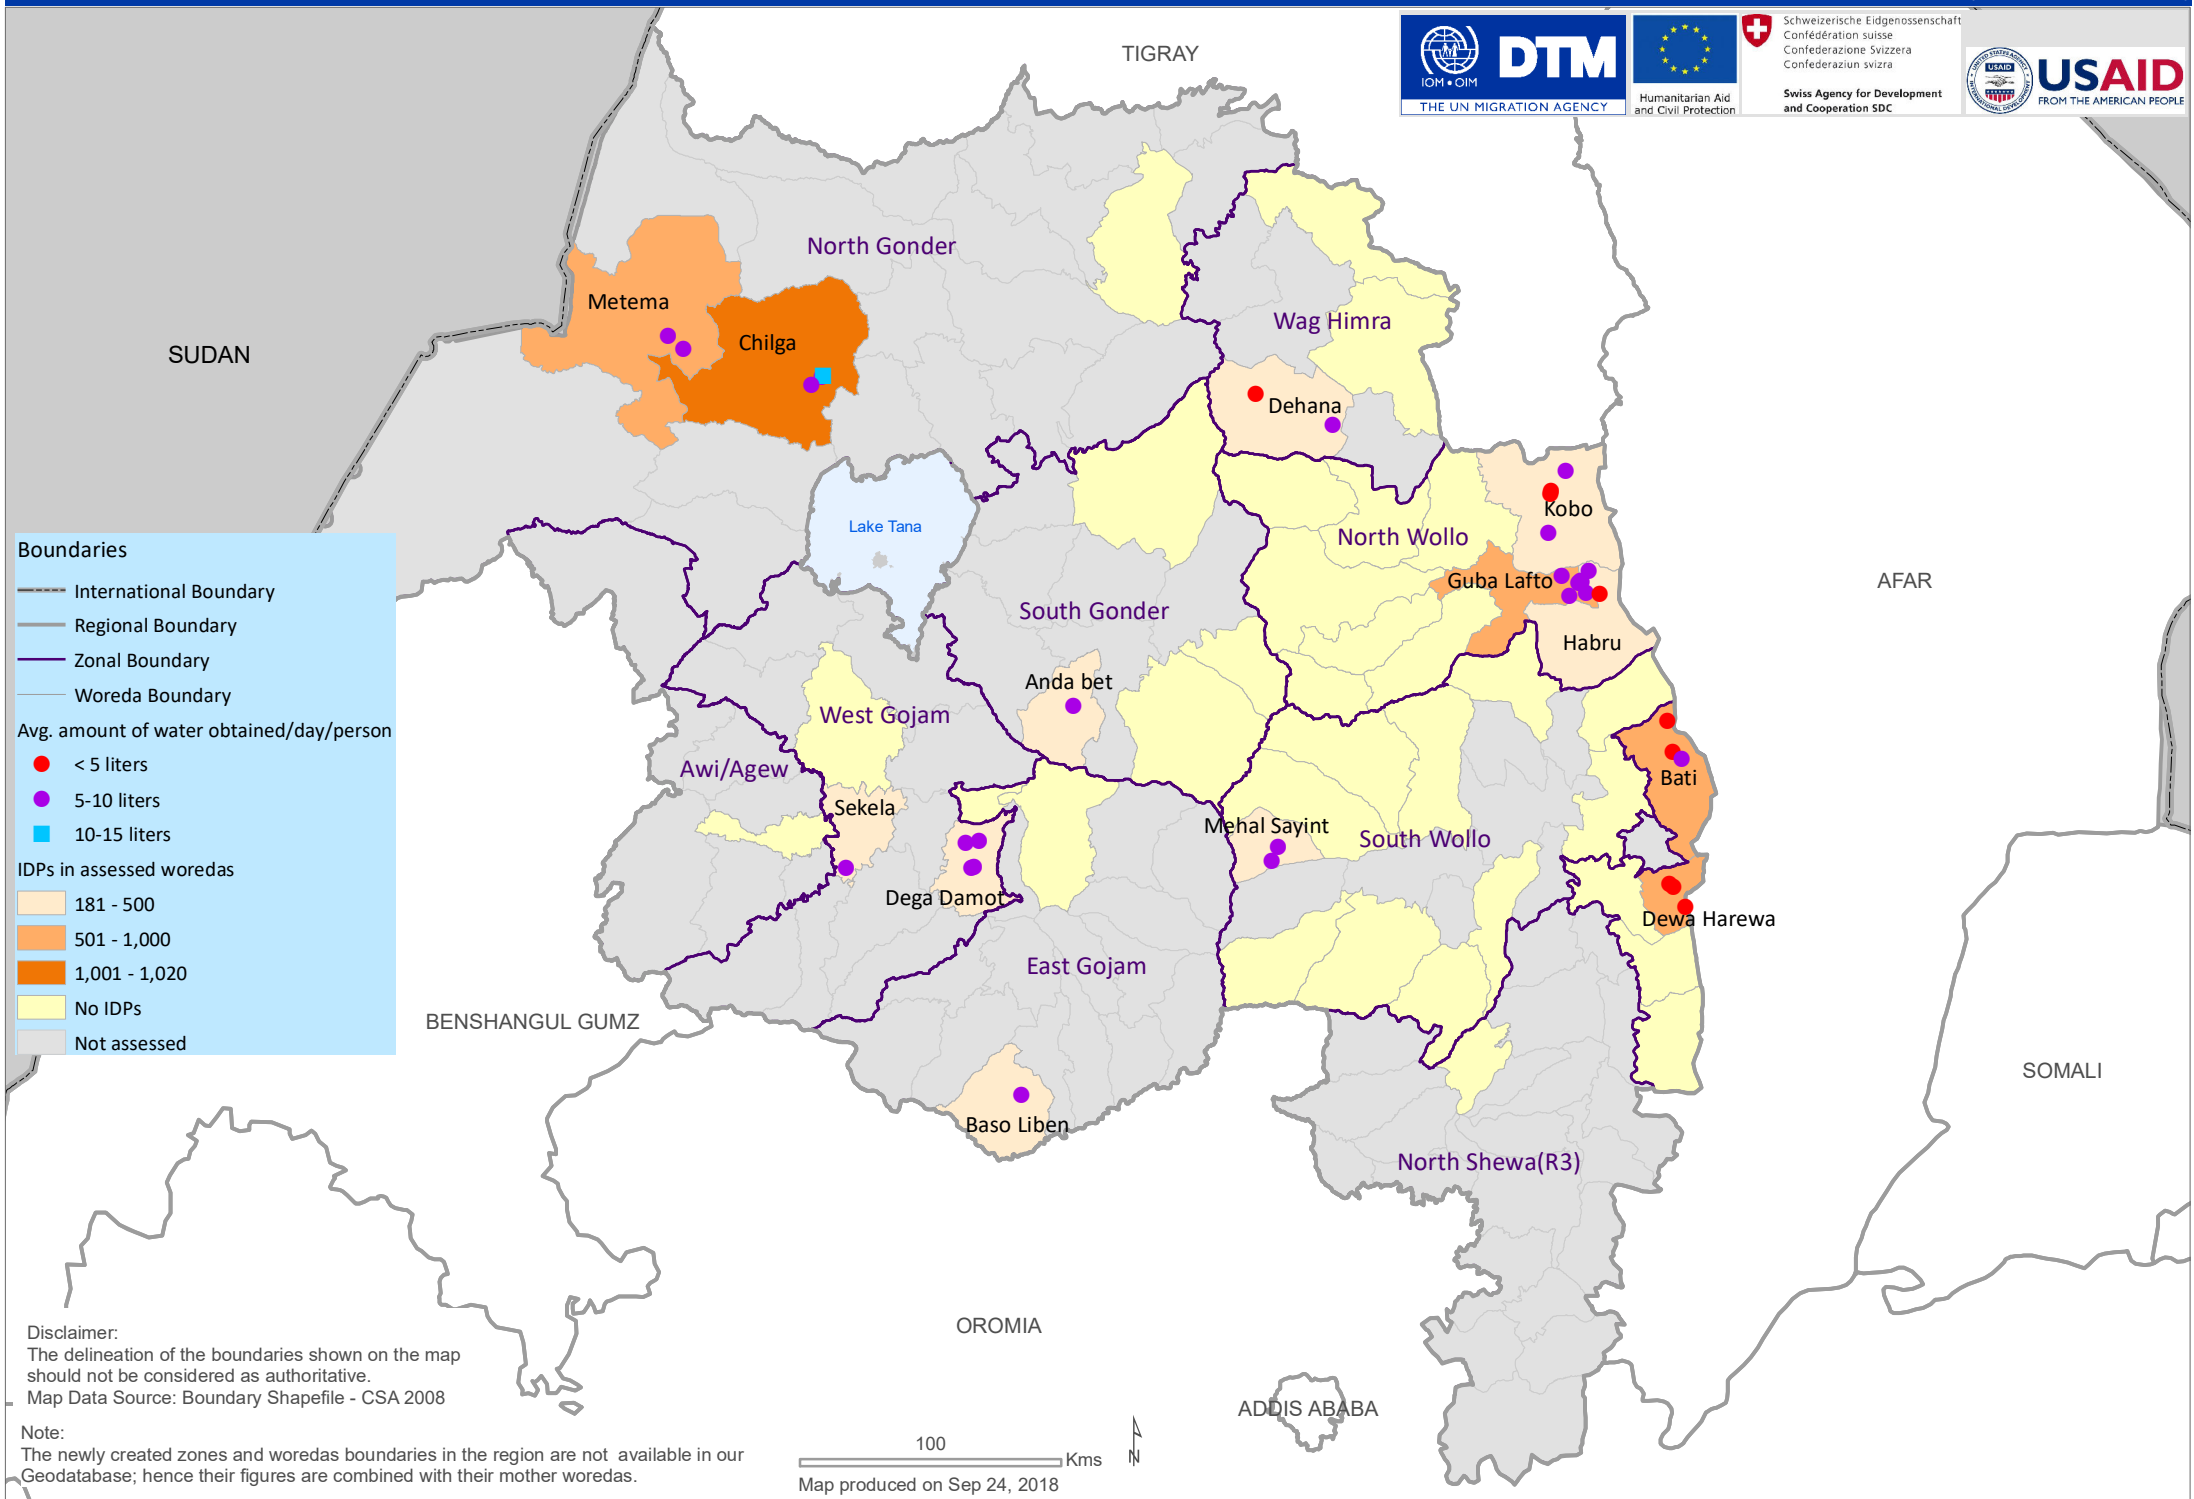 TIGRAY
IOM • OIM
DTM
THE UN MIGRATION AGENCY
Humanitarian Aid
and Civil Protection
Schweizerische Eidgenossenschaft
Confédération suisse
Confederazione Svizzera
Confederaziun svizra
Swiss Agency for Development
and Cooperation SDC
UNITED STATES AGENCY
USAID
INTERNATIONAL DEVELOPMENT
USAID
FROM THE AMERICAN PEOPLE
North Gonder
Metema
Wag Himra
Chilga
SUDAN
Dehana
Kobo
Lake Tana
North Wollo
Guba Lafto
AFAR
South Gonder
Habru
Anda bet
West Gojam
Awi/Agew
Bati
Sekela
Mehal Sayint
South Wollo
Dega Damot
Dewa Harewa
East Gojam
BENSHANGUL GUMZ
SOMALI
Baso Liben
North Shewa(R3)
OROMIA
ADDIS ABABA
Boundaries
International Boundary
Regional Boundary
Zonal Boundary
Woreda Boundary
Avg. amount of water obtained/day/person
< 5 liters
5-10 liters
10-15 liters
IDPs in assessed woredas
181 - 500
501 - 1,000
1,001 - 1,020
No IDPs
Not assessed
Disclaimer:
The delineation of the boundaries shown on the map
should not be considered as authoritative.
Map Data Source: Boundary Shapefile - CSA 2008
Note:
The newly created zones and woredas boundaries in the region are not available in our
Geodatabase; hence their figures are combined with their mother woredas.
100
Kms
N
Map produced on Sep 24, 2018